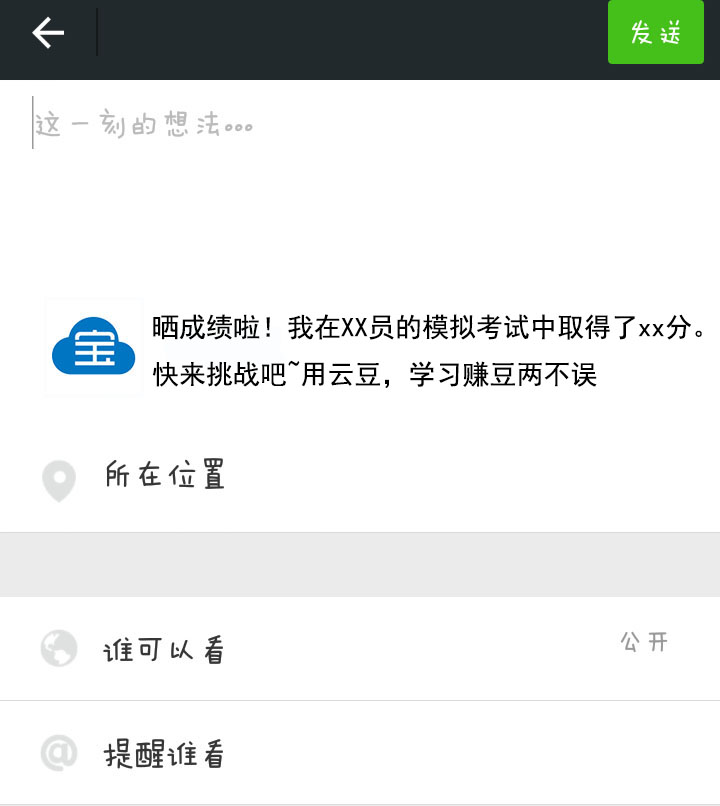 发送
这一刻的想法...
宝
晒成绩啦！我在XX员的模拟考试中取得了xx分。
快来挑战吧~用云豆，学习赚豆两不误
所在位置
谁可以看
公开
@
提醒谁看